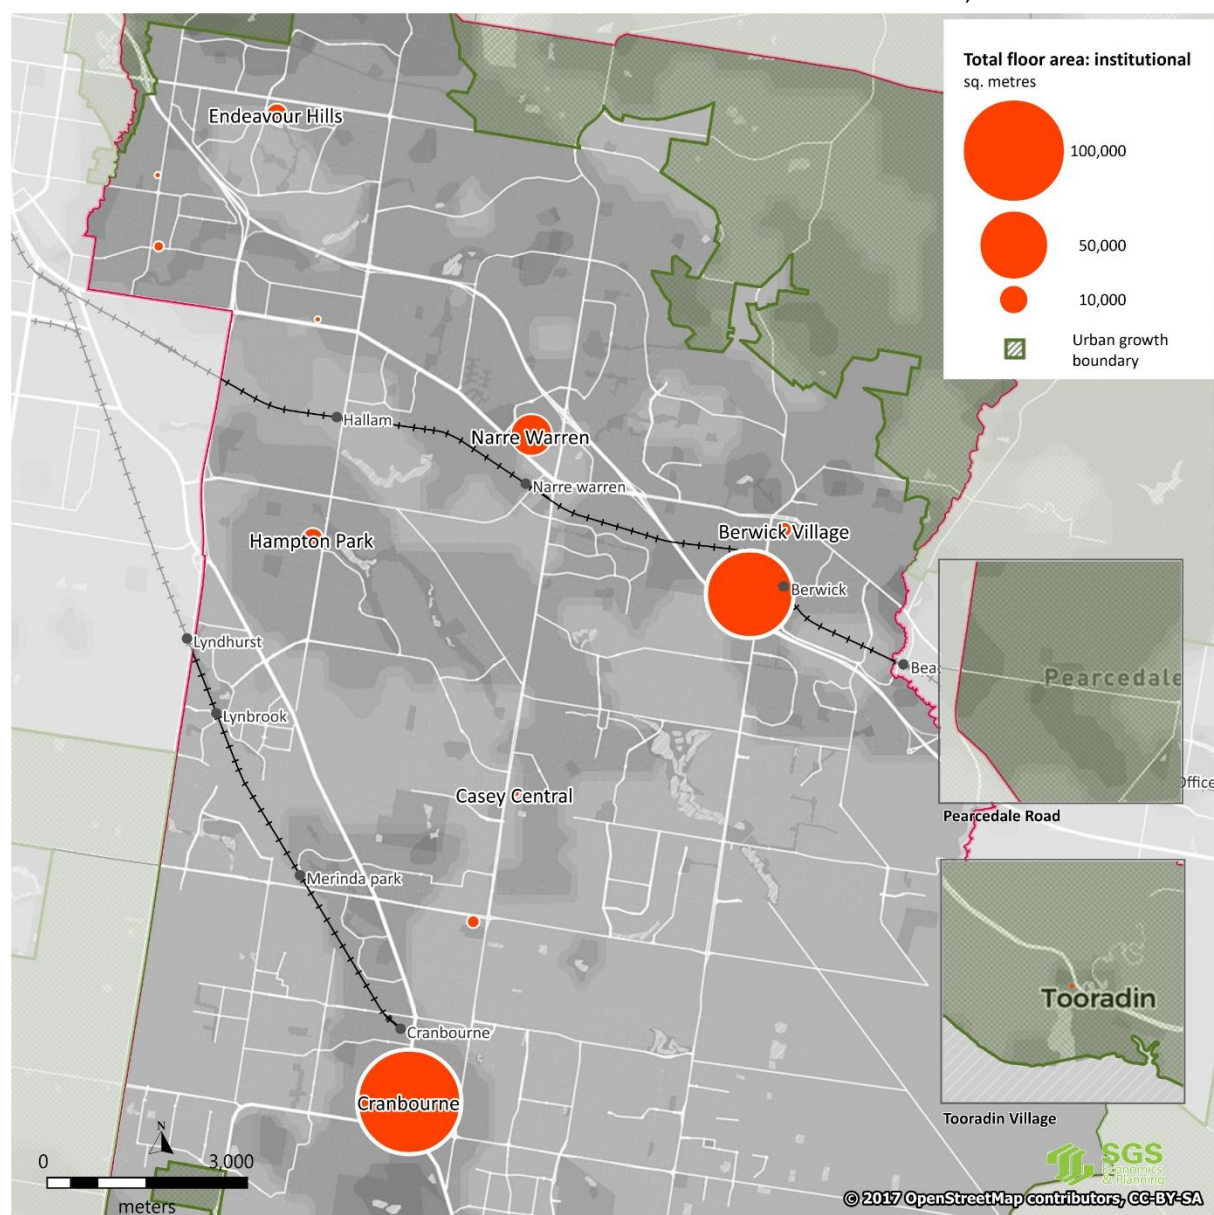 Total floor area: institutional
sq. metres
100,000
50,000
10,000
Urban growth
boundary
Endeavour Hills
Hallam
Narre Warren
Narre warren
Hampton Park
Berwick Village
Berwick
Lyndhurst
Bea
Pearcedale
Lynbrook
Office
Casey Central
Pearcedale Road
Merinda park
Tooradin
Cranbourne
Cranbourne
Tooradin Village
N
0 3,000
meters
SGS
Economics
& Planning
© 2017 OpenStreetMap contributors, CC-BY-SA